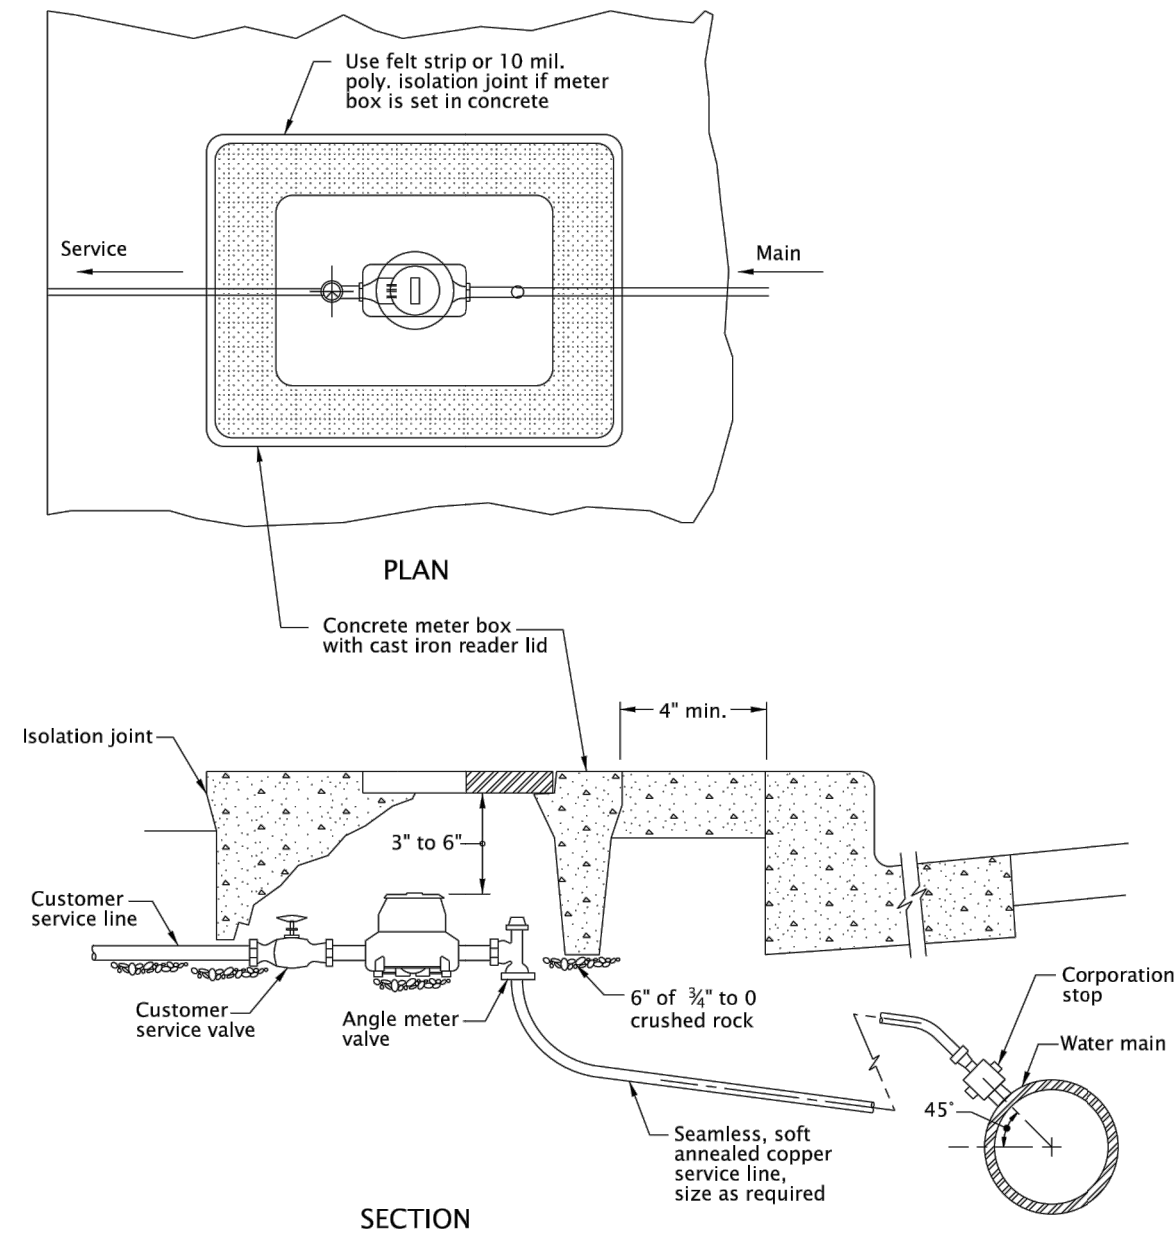 Use felt strip or 10 mil.
poly. isolation joint if meter
box is set in concrete
Service
Main
PLAN
Concrete meter box
with cast iron reader lid
4" min.
Isolation joint
3" to 6"
Customer
service line
Customer
service valve
Angle meter
valve
6" of ¾" to 0
crushed rock
Corporation
stop
Water main
45°
Seamless, soft
annealed copper
service line,
size as required
SECTION